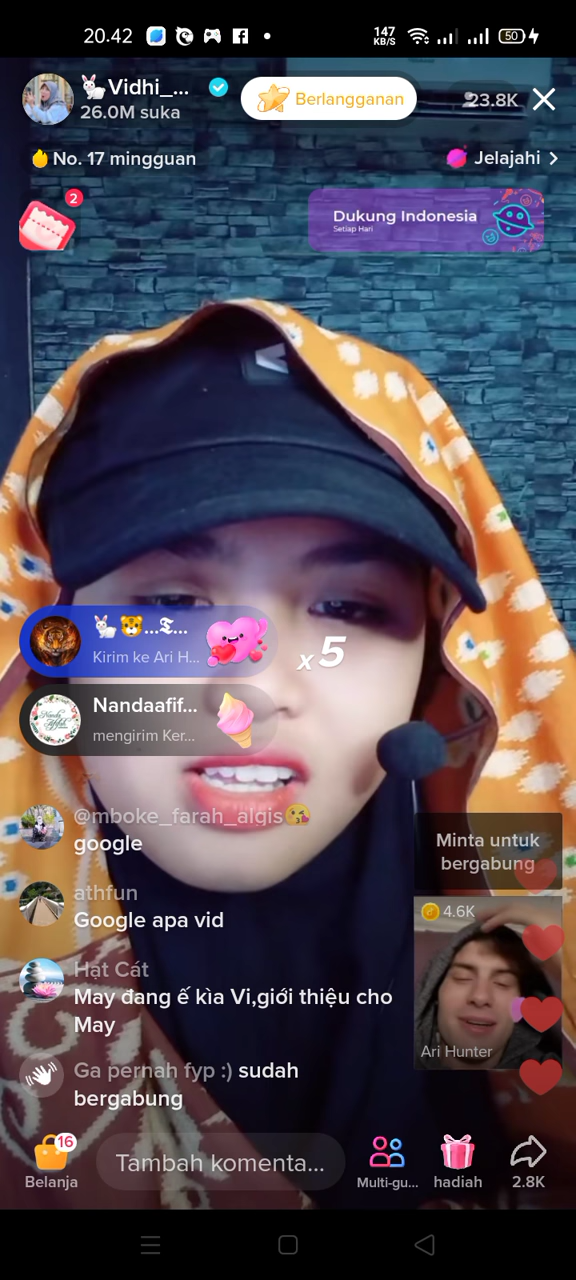 20.42
147
KB/S
50
🐇Vidhi_...
26.0M suka
Berlangganan
23.8K
No. 17 mingguan
Jelajahi >
2
Dukung Indonesia
Setiap Hari
🐇🐯...𝕿...
Kirim ke Ari H...
x5
Nandaafif...
mengirim Ker...
@mboke_farah_algis😘
google
Minta untuk
bergabung
athfun
Google apa vid
4.6K
Hạt Cát
May đang ế kìa Vi,giới thiệu cho
May
Ari Hunter
Ga pernah fyp :) sudah
bergabung
16
Belanja
Tambah komenta...
Multi-gu...
hadiah
2.8K